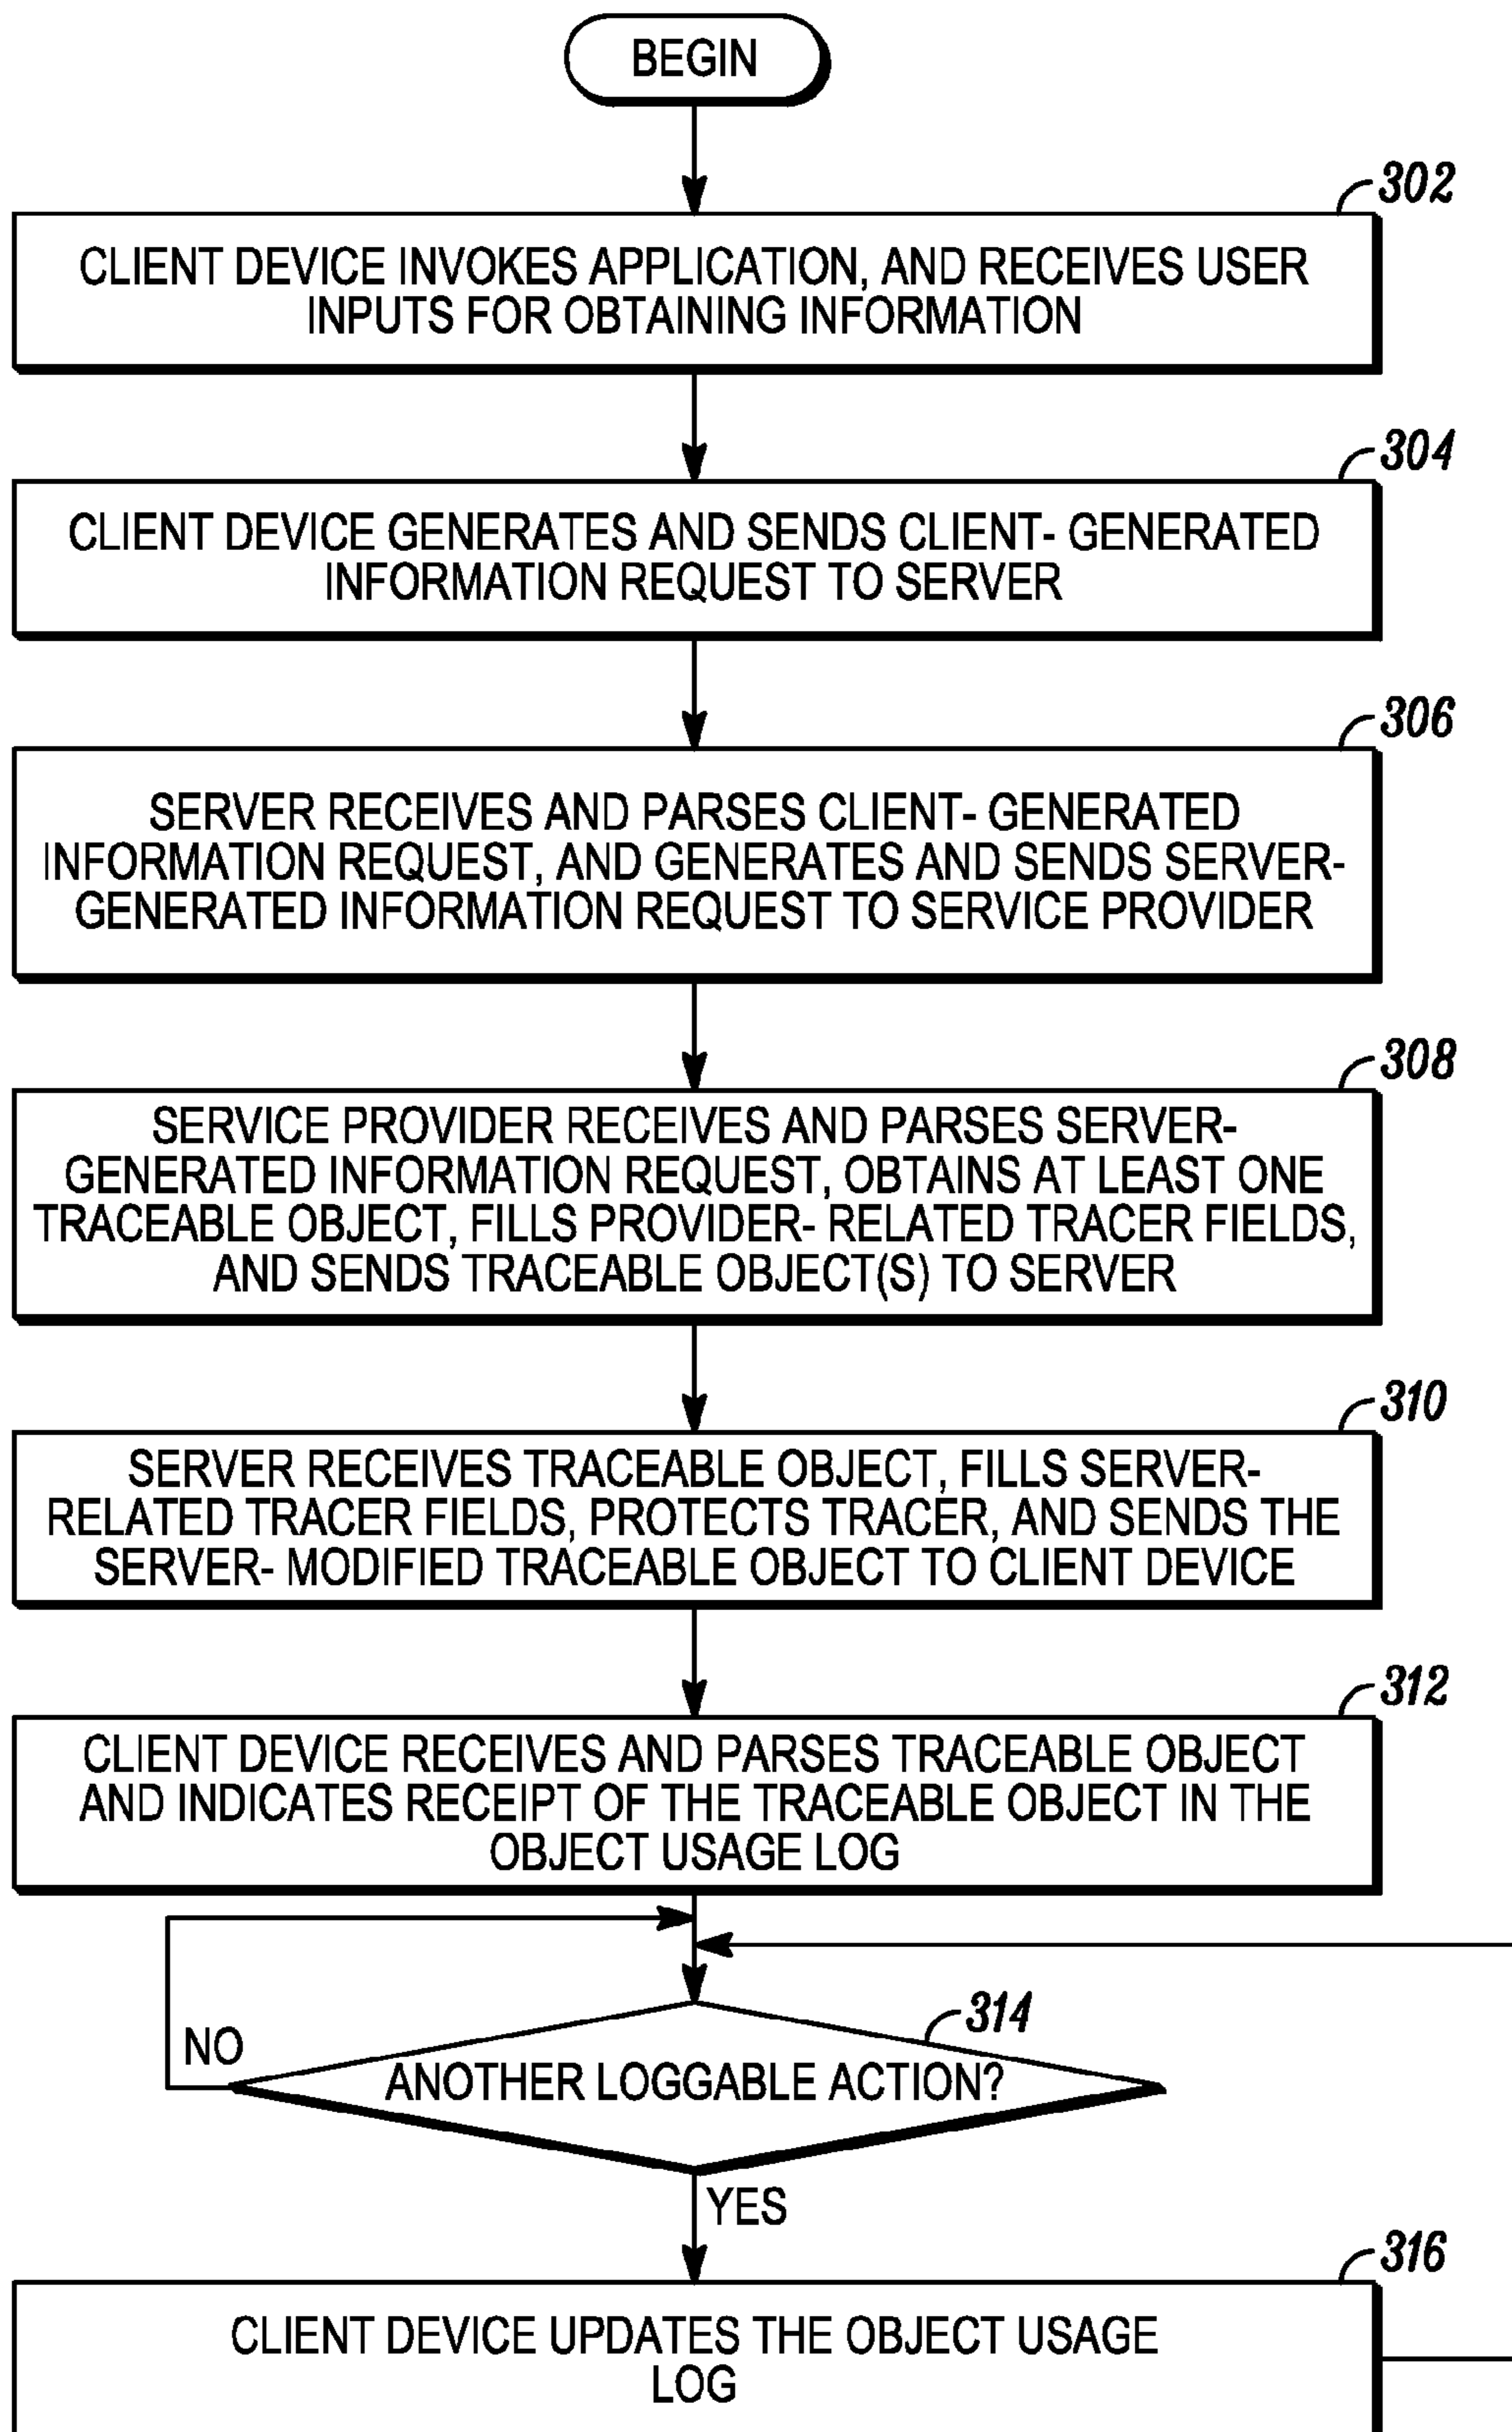 BEGIN
302
CLIENT DEVICE INVOKES APPLICATION, AND RECEIVES USER
INPUTS FOR OBTAINING INFORMATION
304
CLIENT DEVICE GENERATES AND SENDS CLIENT- GENERATED
INFORMATION REQUEST TO SERVER
306
SERVER RECEIVES AND PARSES CLIENT- GENERATED
INFORMATION REQUEST, AND GENERATES AND SENDS SERVER-
GENERATED INFORMATION REQUEST TO SERVICE PROVIDER
308
SERVICE PROVIDER RECEIVES AND PARSES SERVER-
GENERATED INFORMATION REQUEST, OBTAINS AT LEAST ONE
TRACEABLE OBJECT, FILLS PROVIDER- RELATED TRACER FIELDS,
AND SENDS TRACEABLE OBJECT(S) TO SERVER
310
SERVER RECEIVES TRACEABLE OBJECT, FILLS SERVER-
RELATED TRACER FIELDS, PROTECTS TRACER, AND SENDS THE
SERVER- MODIFIED TRACEABLE OBJECT TO CLIENT DEVICE
312
CLIENT DEVICE RECEIVES AND PARSES TRACEABLE OBJECT
AND INDICATES RECEIPT OF THE TRACEABLE OBJECT IN THE
OBJECT USAGE LOG
314
NO
ANOTHER LOGGABLE ACTION?
YES
316
CLIENT DEVICE UPDATES THE OBJECT USAGE
LOG